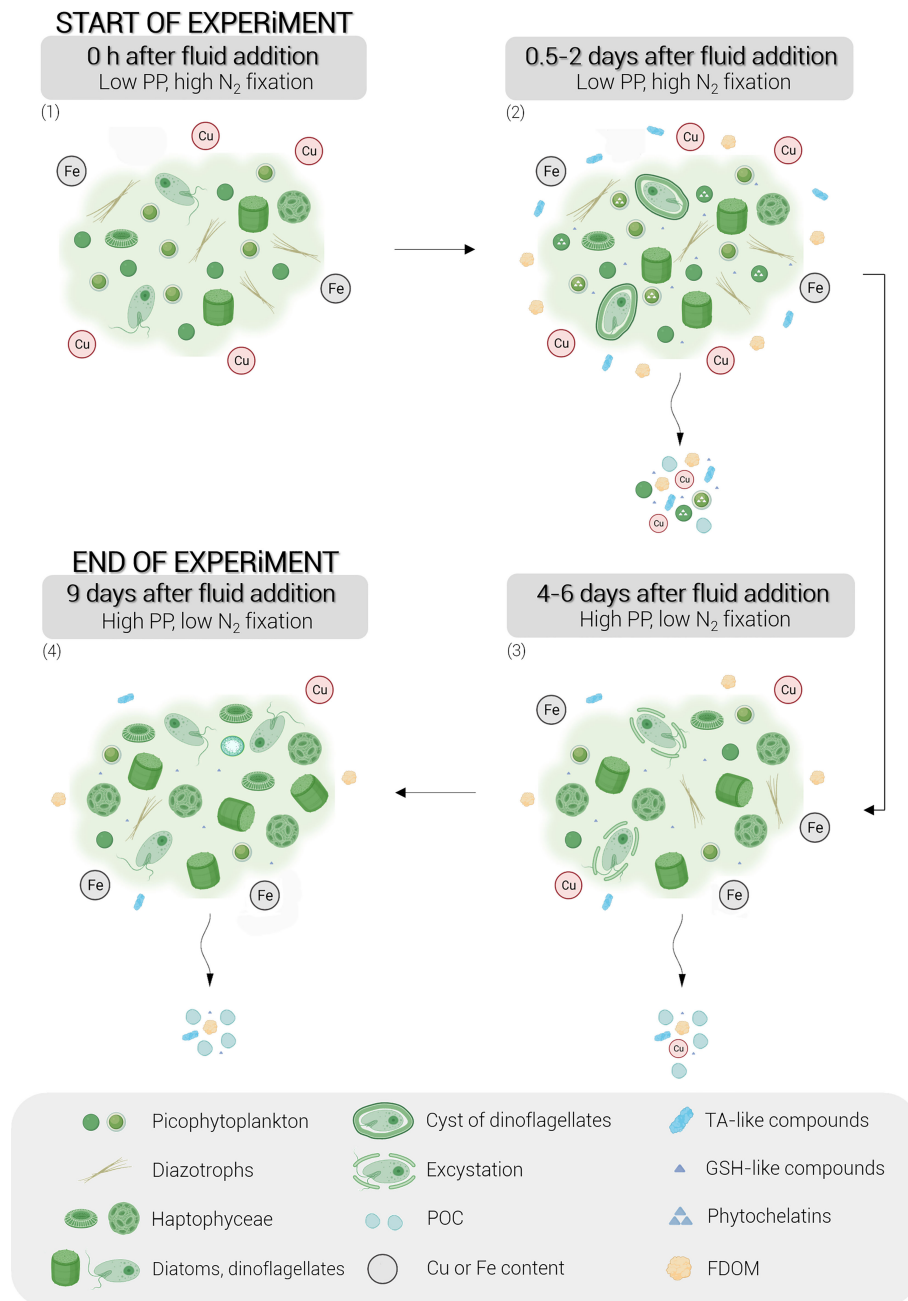 START OF EXPERiMENT
0 h after fluid addition
Low PP, high N₂ fixation
(1)
Cu
Cu
Fe
Fe
Cu
Cu
0.5-2 days after fluid addition
Low PP, high N₂ fixation
(2)
Cu
Cu
Fe
Fe
Cu
Cu
Cu
Cu
END OF EXPERiMENT
9 days after fluid addition
High PP, low N₂ fixation
(4)
Cu
Fe
Fe
4-6 days after fluid addition
High PP, low N₂ fixation
(3)
Cu
Fe
Fe
Cu
Fe
Cu
Picophytoplankton
Diazotrophs
Haptophyceae
Diatoms, dinoflagellates
Cyst of dinoflagellates
Excystation
POC
Cu or Fe content
TA-like compounds
GSH-like compounds
Phytochelatins
FDOM